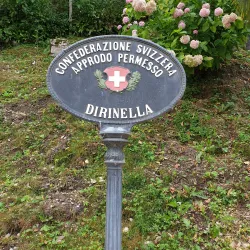 CONFEDERAZIONE SVIZZERA
APPRODO PERMESSO
DIRINELLA